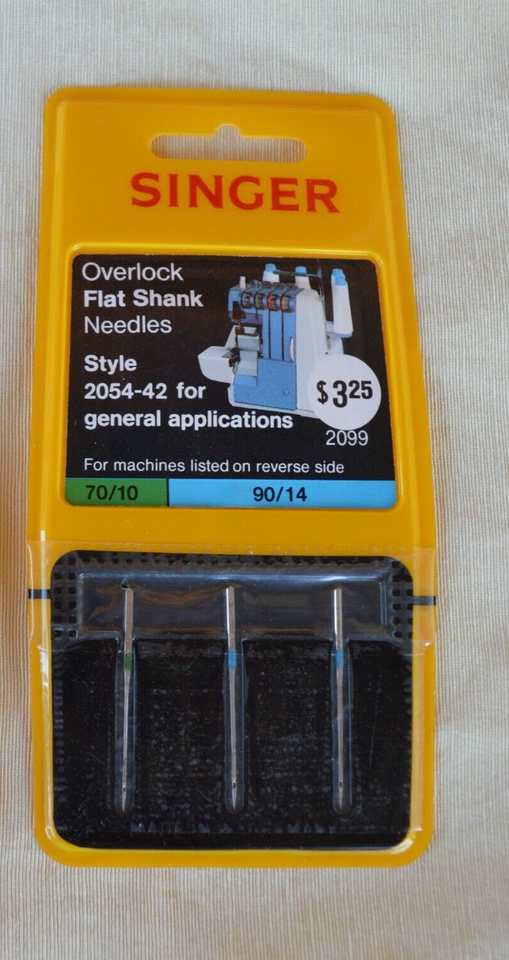 SINGER
Overlock
Flat Shank
Needles
Style
2054-42 for
general applications
$3.25
2099
For machines listed on reverse side
70/10 90/14